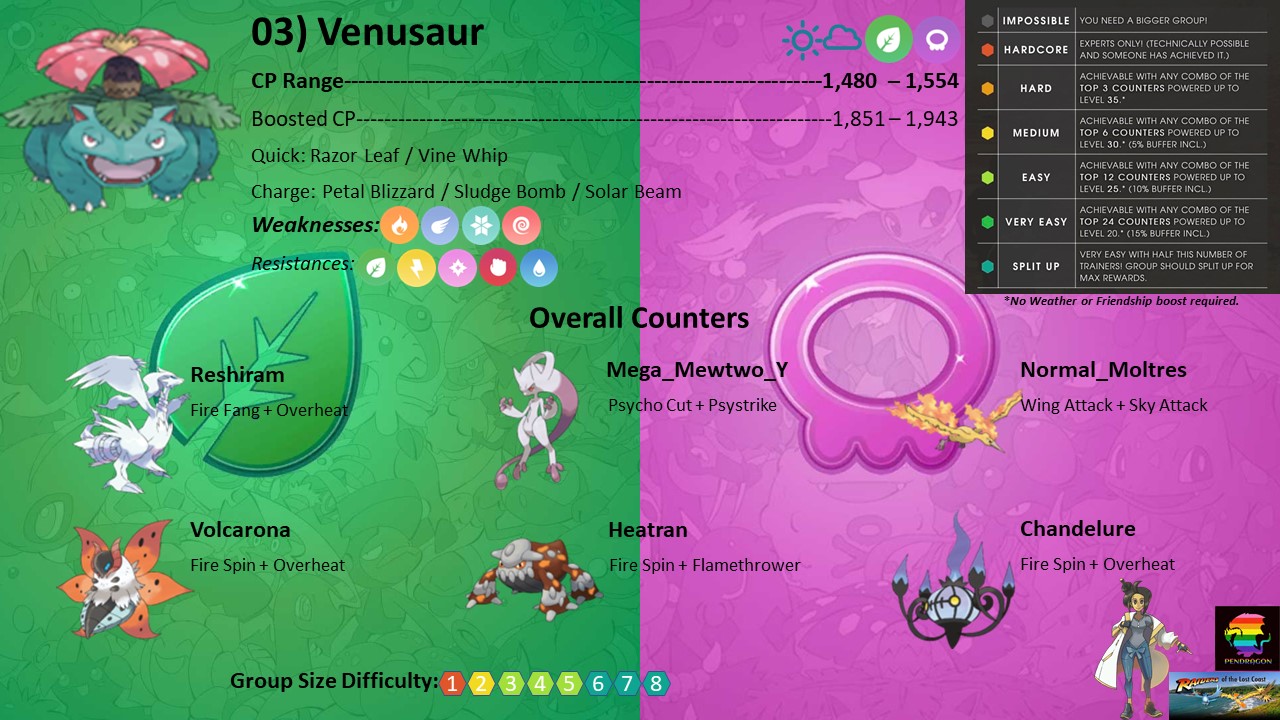 03) Venusaur
CP Range--------------------------------------------------------------------------------1,480 – 1,554
Boosted CP--------------------------------------------------------------------------------1,851 – 1,943
Quick: Razor Leaf / Vine Whip
Charge: Petal Blizzard / Sludge Bomb / Solar Beam
Weaknesses:
Resistances:
IMPOSSIBLE YOU NEED A BIGGER GROUP!
HARDCORE EXPERTS ONLY! (TECHNICALLY POSSIBLE
AND SOMEONE HAS ACHIEVED IT.)
HARD ACHIEVABLE WITH ANY COMBO OF THE
TOP 3 COUNTERS POWERED UP TO
LEVEL 35.*
MEDIUM ACHIEVABLE WITH ANY COMBO OF THE
TOP 6 COUNTERS POWERED UP TO
LEVEL 30.* (5% BUFFER INCL.)
EASY ACHIEVABLE WITH ANY COMBO OF THE
TOP 12 COUNTERS POWERED UP TO
LEVEL 25.* (10% BUFFER INCL.)
VERY EASY ACHIEVABLE WITH ANY COMBO OF THE
TOP 24 COUNTERS POWERED UP TO
LEVEL 20.* (15% BUFFER INCL.)
SPLIT UP VERY EASY WITH HALF THIS NUMBER OF
TRAINERS! GROUP SHOULD SPLIT UP FOR
MAX REWARDS.
*No Weather or Friendship boost required.
Overall Counters
Reshiram
Fire Fang + Overheat
Mega_Mewtwo_Y
Psycho Cut + Psystrike
Normal_Moltres
Wing Attack + Sky Attack
Volcarona
Fire Spin + Overheat
Heatran
Fire Spin + Flamethrower
Chandelure
Fire Spin + Overheat
Group Size Difficulty: 1 2 3 4 5 6 7 8
PENDRAGON
RAIDERS of the Lost Coast